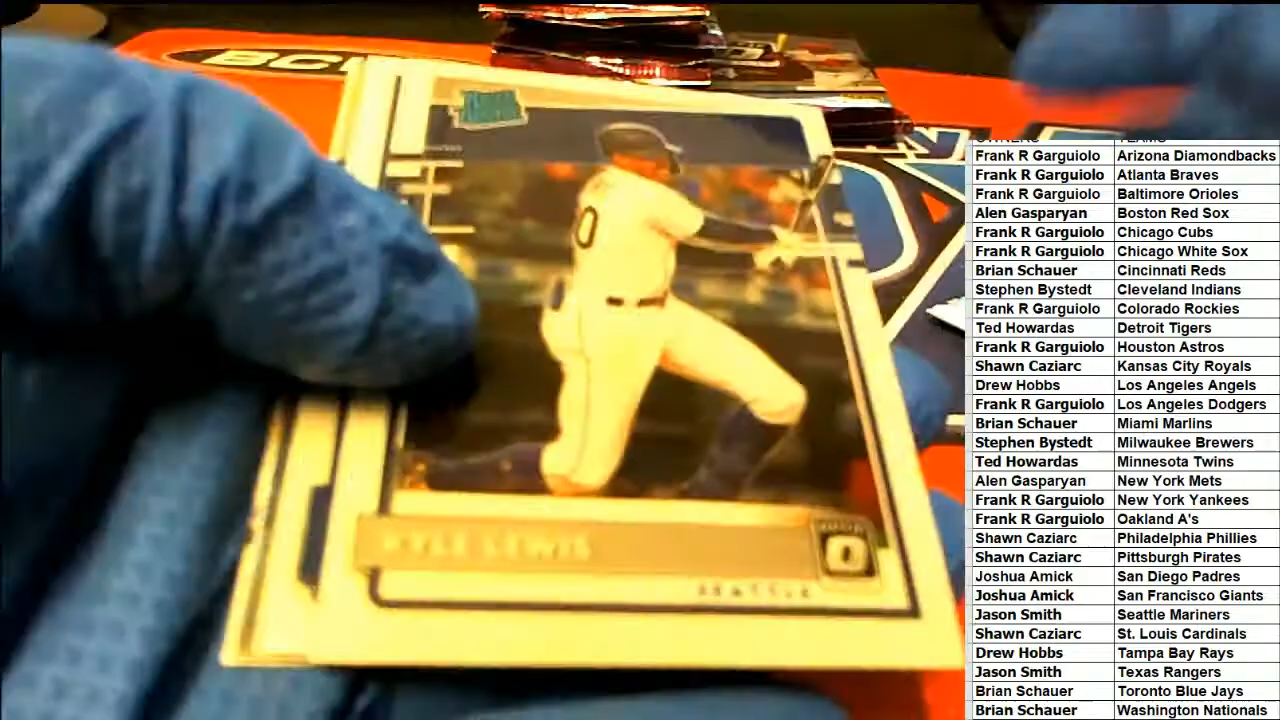 BC
KYLE LEWIS
SEATTLE
O
0
Frank R Garguiolo Arizona Diamondbacks
Frank R Garguiolo Atlanta Braves
Frank R Garguiolo Baltimore Orioles
Alen Gasparyan Boston Red Sox
Frank R Garguiolo Chicago Cubs
Frank R Garguiolo Chicago White Sox
Brian Schauer Cincinnati Reds
Stephen Bystedt Cleveland Indians
Frank R Garguiolo Colorado Rockies
Ted Howardas Detroit Tigers
Frank R Garguiolo Houston Astros
Shawn Caziarc Kansas City Royals
Drew Hobbs Los Angeles Angels
Frank R Garguiolo Los Angeles Dodgers
Brian Schauer Miami Marlins
Stephen Bystedt Milwaukee Brewers
Ted Howardas Minnesota Twins
Alen Gasparyan New York Mets
Frank R Garguiolo New York Yankees
Frank R Garguiolo Oakland A's
Shawn Caziarc Philadelphia Phillies
Shawn Caziarc Pittsburgh Pirates
Joshua Amick San Diego Padres
Joshua Amick San Francisco Giants
Jason Smith Seattle Mariners
Shawn Caziarc St. Louis Cardinals
Drew Hobbs Tampa Bay Rays
Jason Smith Texas Rangers
Brian Schauer Toronto Blue Jays
Brian Schauer Washington Nationals